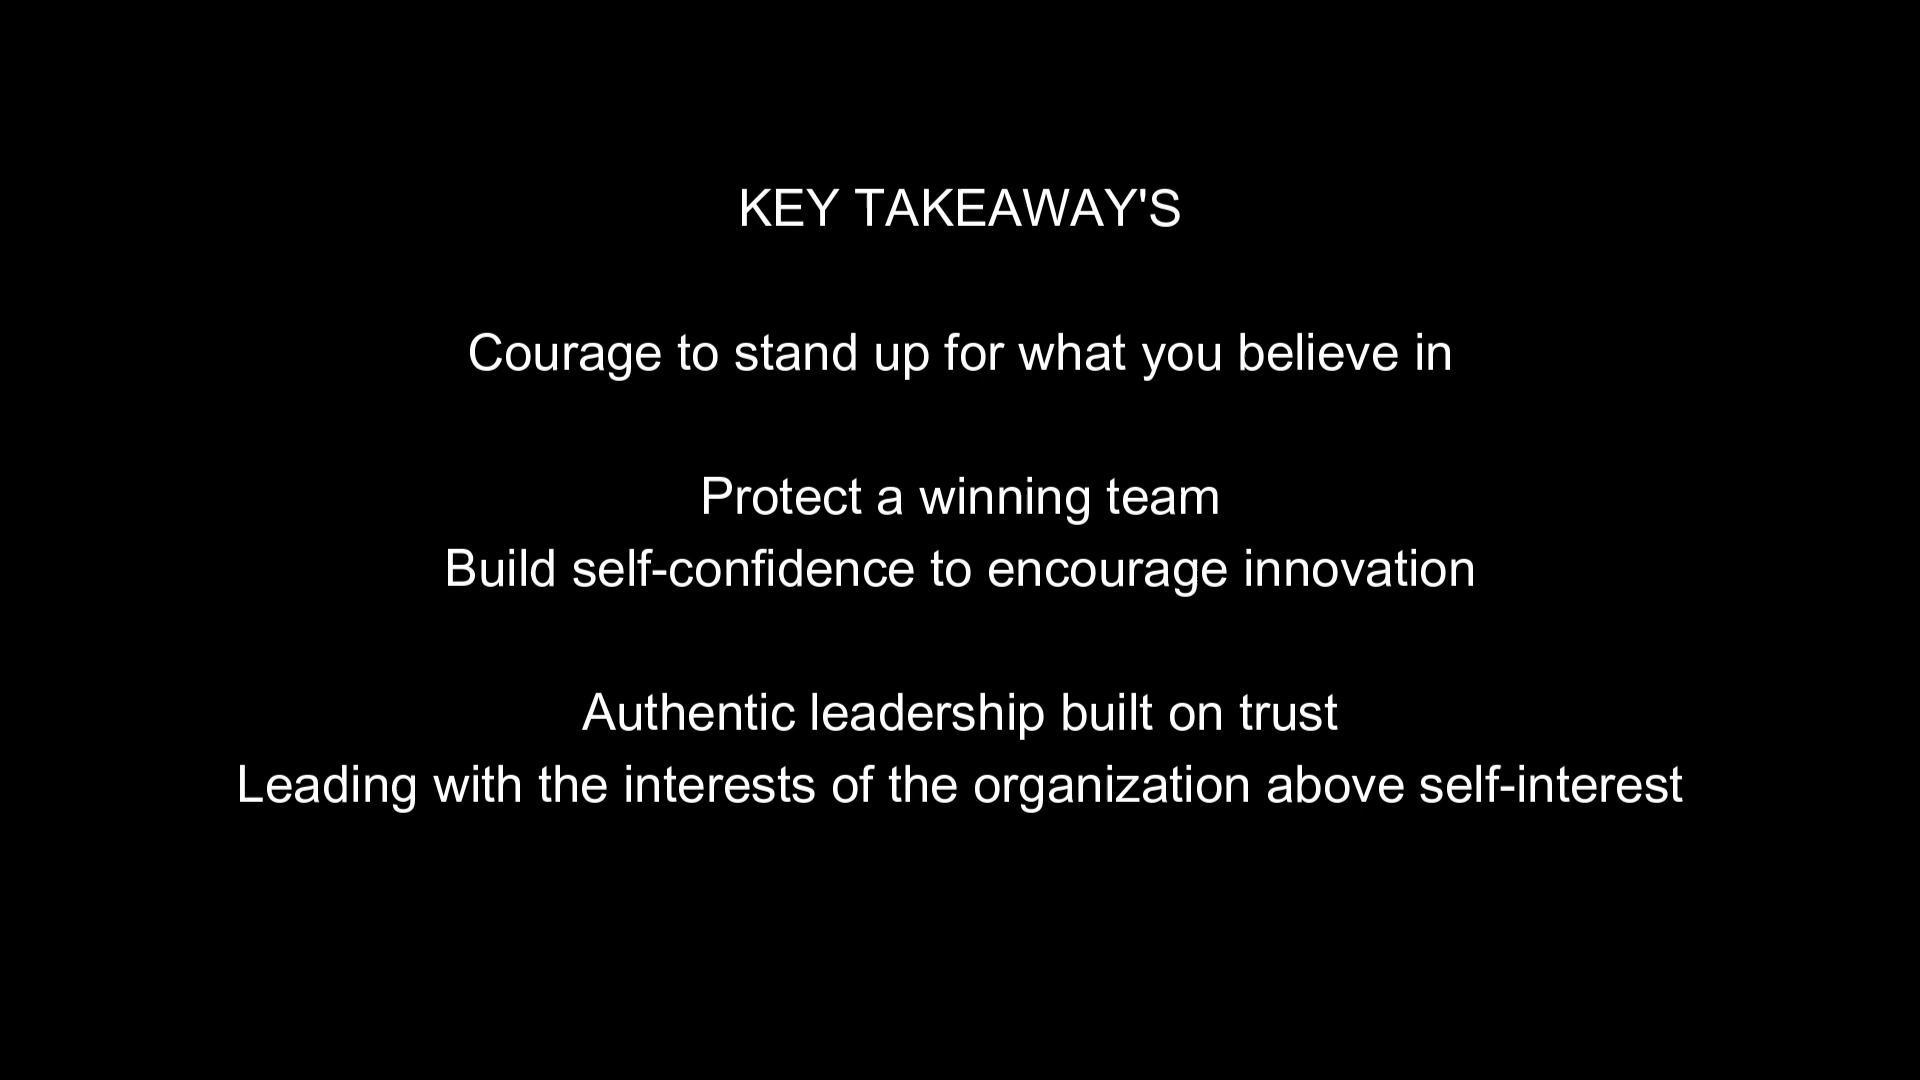 KEY TAKEAWAY'S
Courage to stand up for what you believe in
Protect a winning team
Build self-confidence to encourage innovation
Authentic leadership built on trust
Leading with the interests of the organization above self-interest